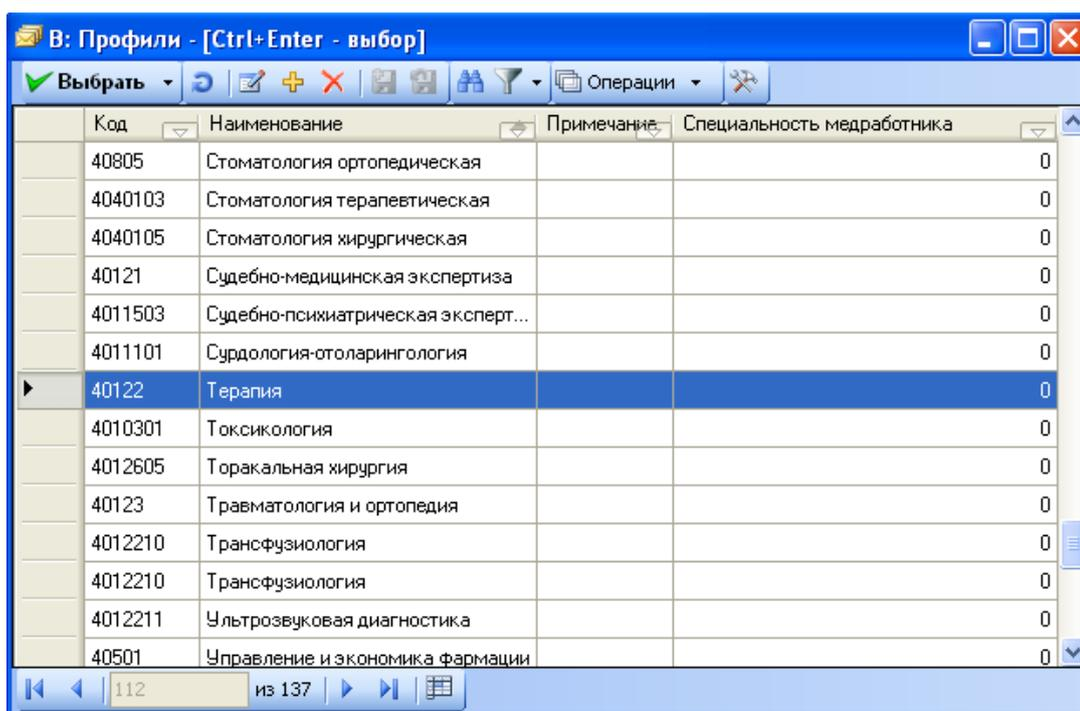 В: Профили - [Ctrl+Enter - выбор]
Выбрать Операции
Код Наименование Примечание Специальность медработника
40805 Стоматология ортопедическая 0
4040103 Стоматология терапевтическая 0
4040105 Стоматология хирургическая 0
40121 Судебно-медицинская экспертиза 0
4011503 Судебно-психиатрическая эксперт... 0
4011101 Сурдология-отоларингология 0
40122 Терапия 0
4010301 Токсикология 0
4012605 Торакальная хирургия 0
40123 Травматология и ортопедия 0
4012210 Трансфузиология 0
4012210 Трансфузиология 0
4012211 Ультрозвуковая диагностика 0
40501 Управление и экономика фармации 0
112 из 137